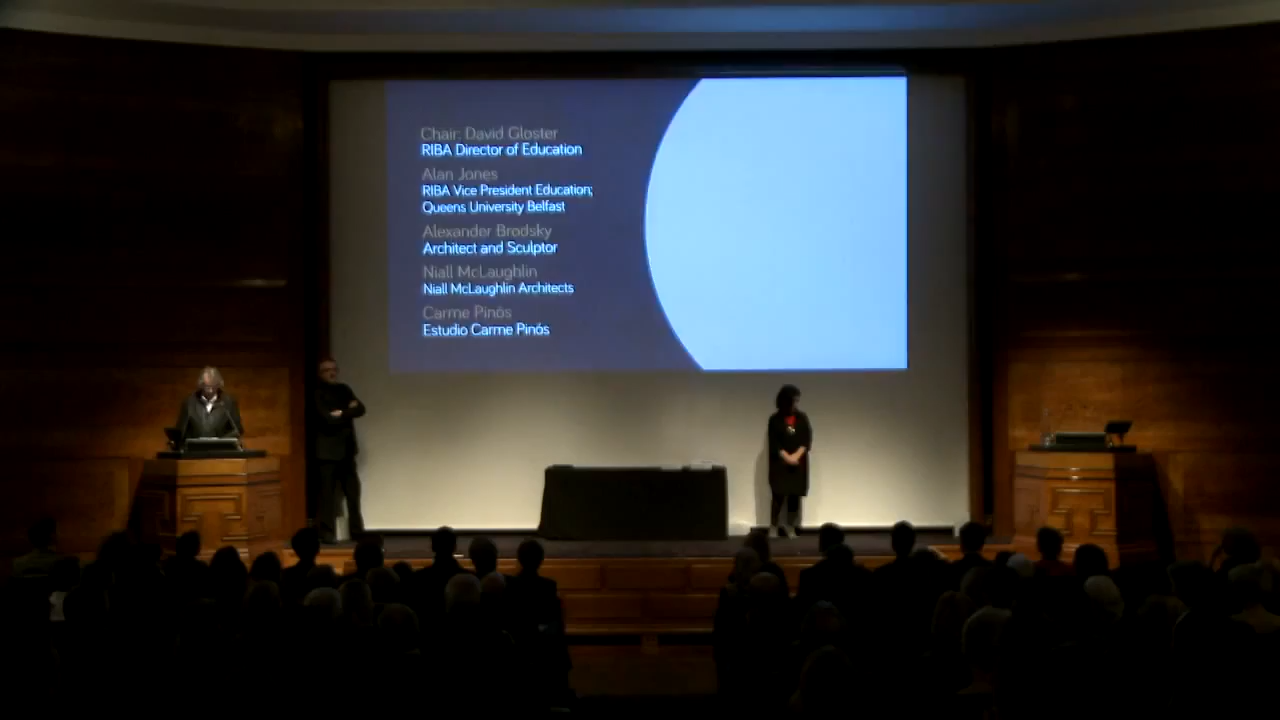 Chair: David Gloster
RIBA Director of Education
Alan Jones
RIBA Vice President Education;
Queens University Belfast
Alexander Brodsky
Architect and Sculptor
Niall McLaughlin
Niall McLaughlin Architects
Carme Pinós
Estudio Carme Pinós